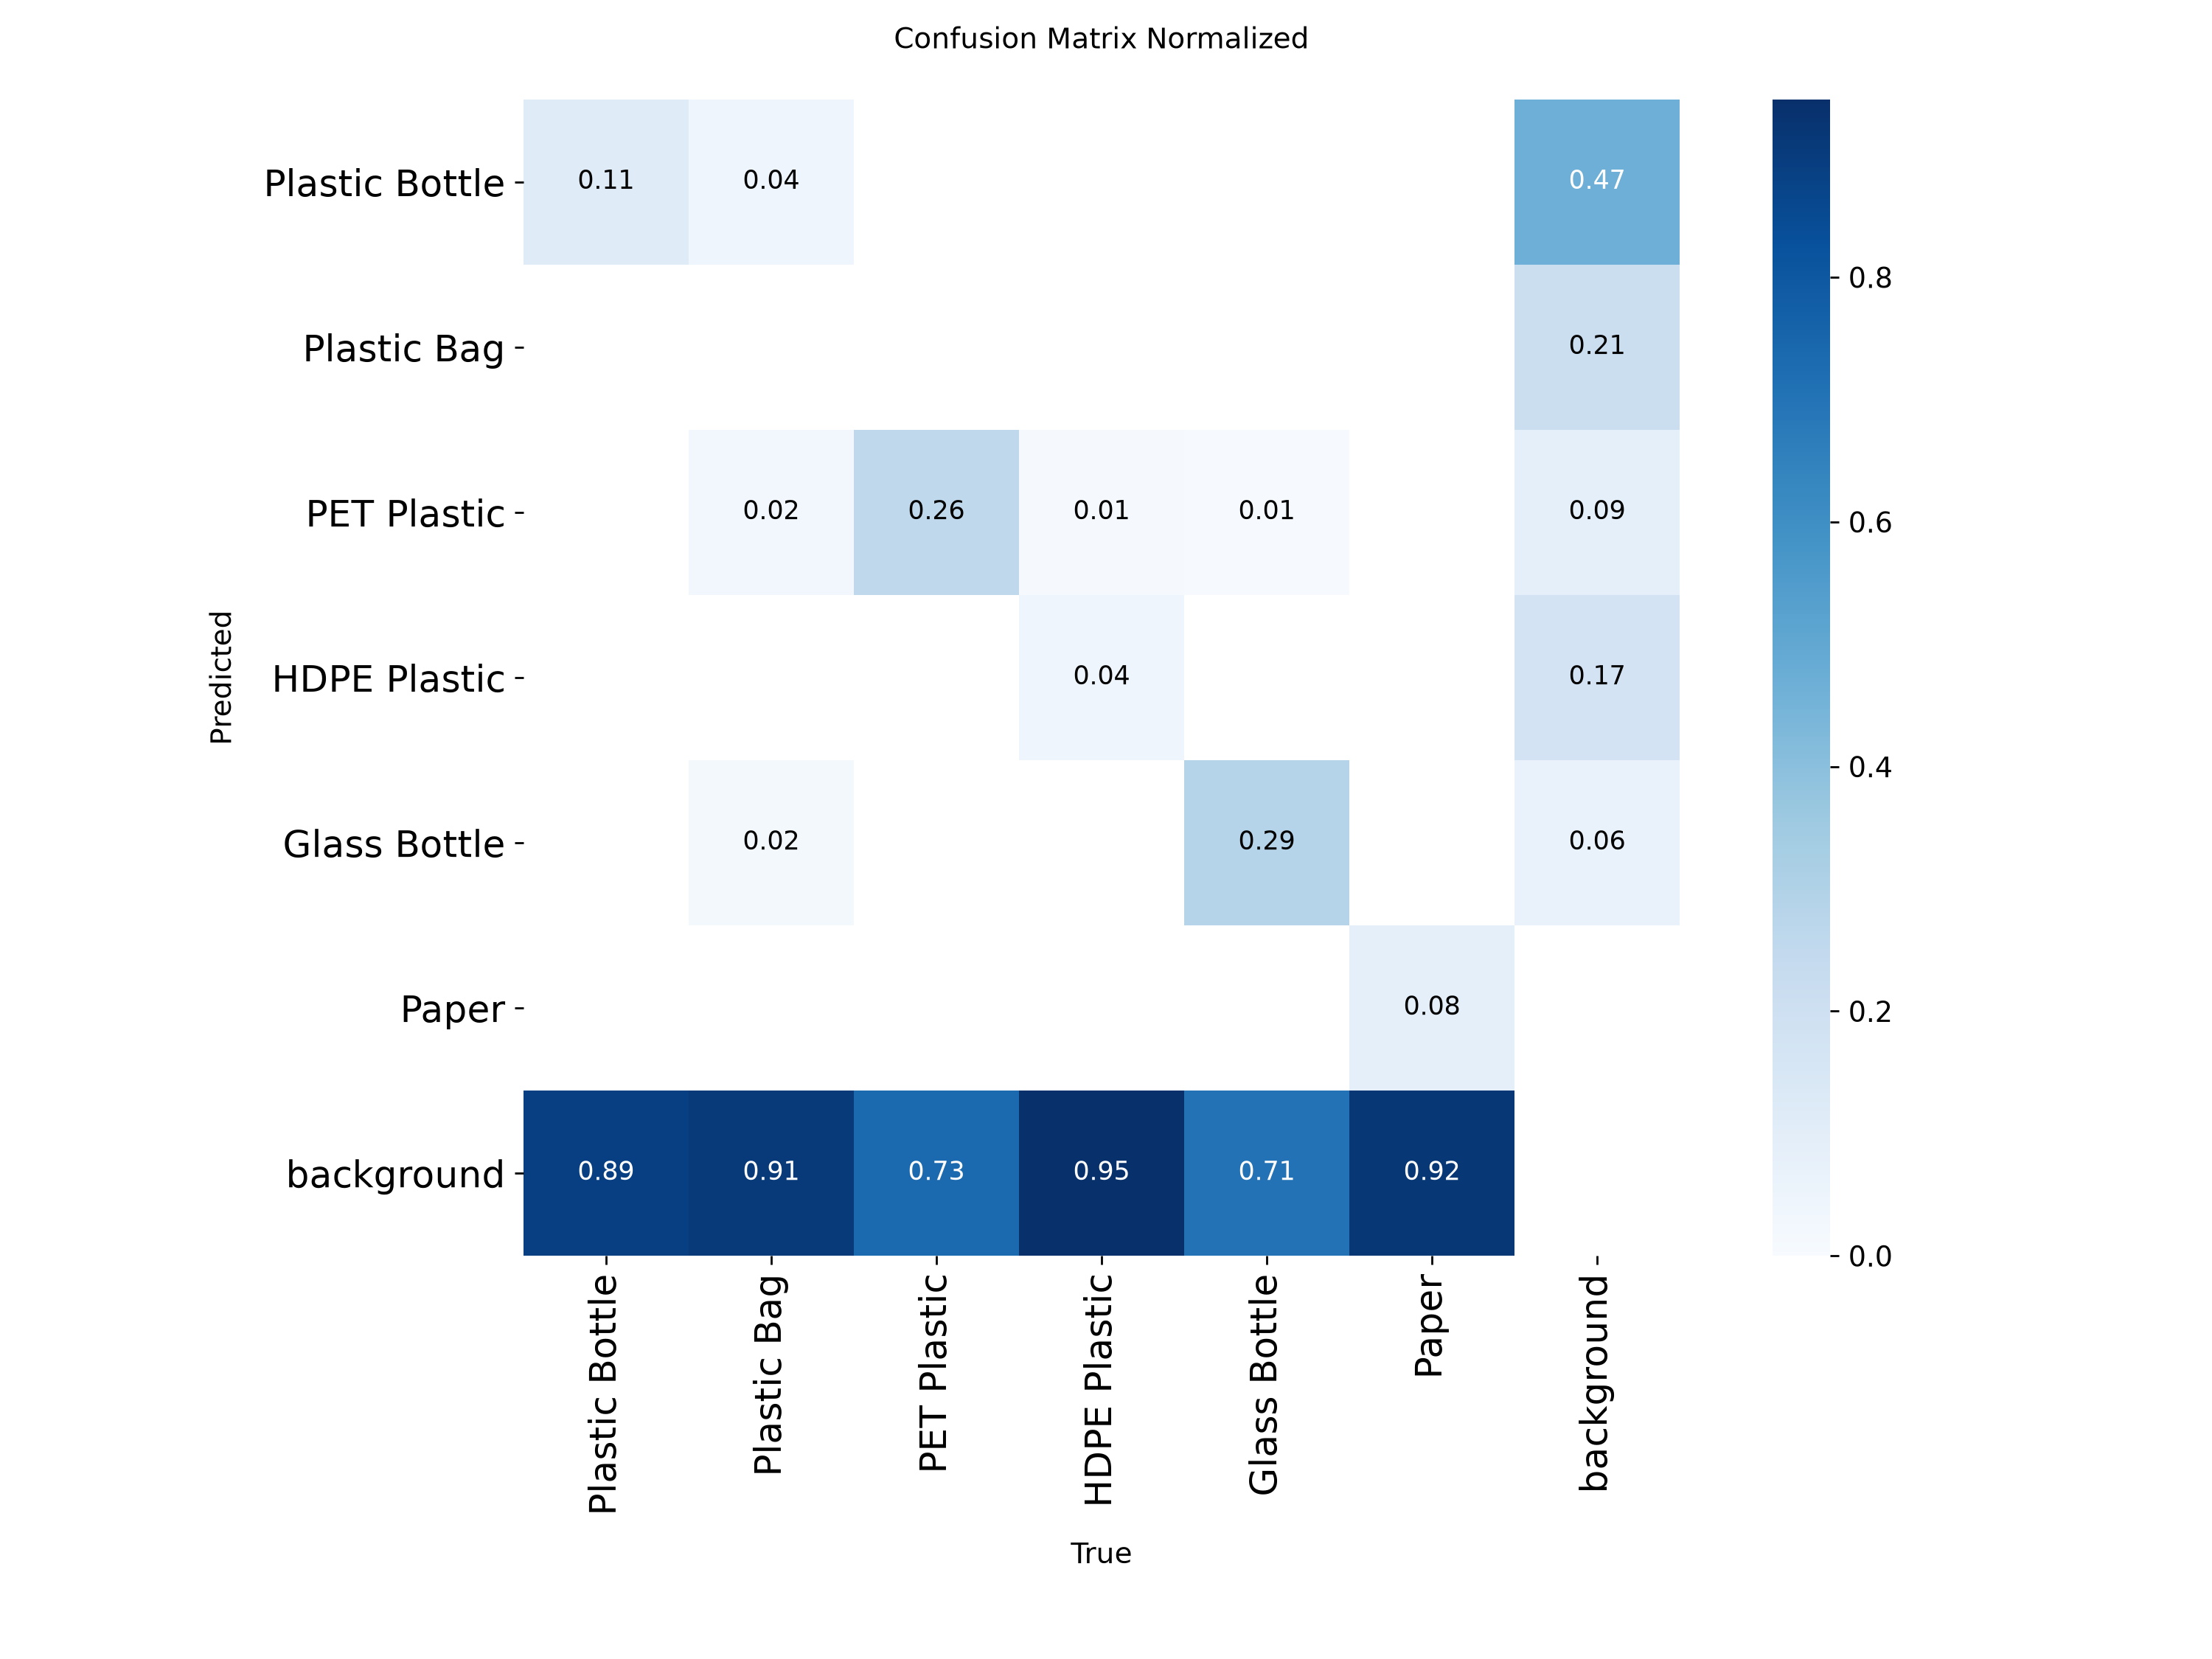 Confusion Matrix Normalized
Plastic Bottle 0.11 0.04 0.47
Plastic Bag 0.21
PET Plastic 0.02 0.26 0.01 0.01 0.09
HDPE Plastic 0.04 0.17
Glass Bottle 0.02 0.29 0.06
Paper 0.08
background 0.89 0.91 0.73 0.95 0.71 0.92
Predicted
Plastic Bottle
Plastic Bag
PET Plastic
HDPE Plastic
Glass Bottle
Paper
background
True
0.8
0.6
0.4
0.2
0.0